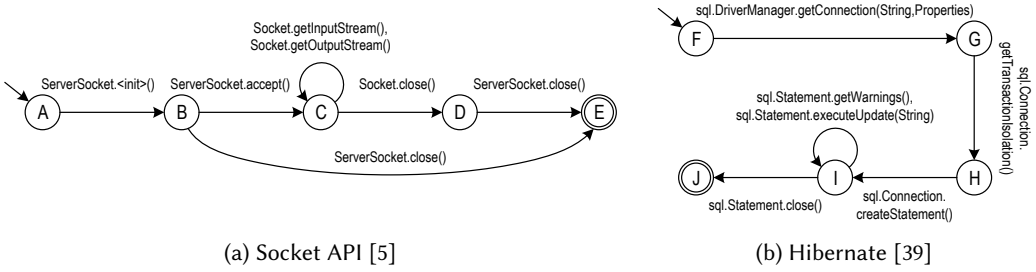 Socket.getInputStream(),
Socket.getOutputStream()
ServerSocket.<init>()
ServerSocket.accept()
Socket.close()
ServerSocket.close()
A
B
C
D
E
ServerSocket.close()
(a) Socket API [5]
sql.DriverManager.getConnection(String,Properties)
F
G
sql.Connection.
getTransactionIsolation()
sql.Statement.getWarnings(),
sql.Statement.executeUpdate(String)
J
I
H
sql.Statement.close()
sql.Connection.
createStatement()
(b) Hibernate [39]